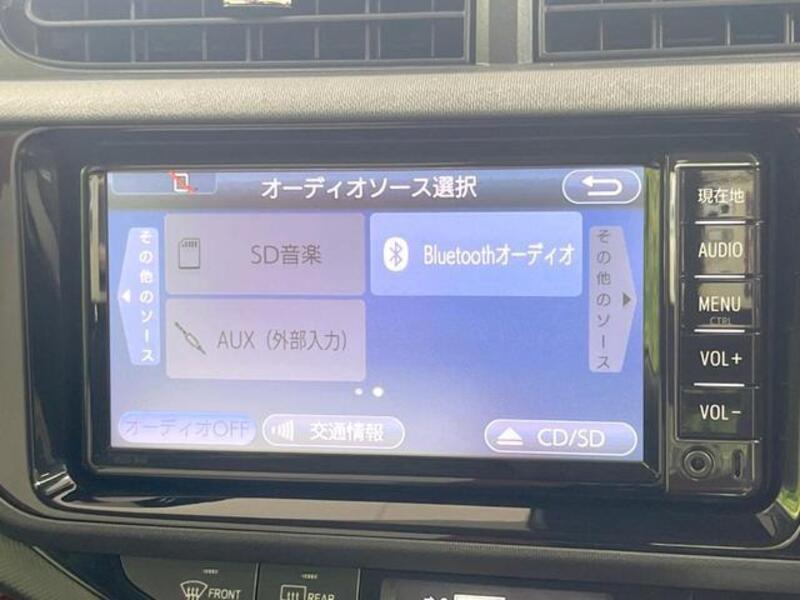 オーディオソース選択
SD音楽
Bluetoothオーディオ
AUX（外部入力）
その他のソース
その他のソース
オーディオOFF
交通情報
CD/SD
現在地
AUDIO
MENU
CTRL
VOL+
VOL-
FRONT
REAR